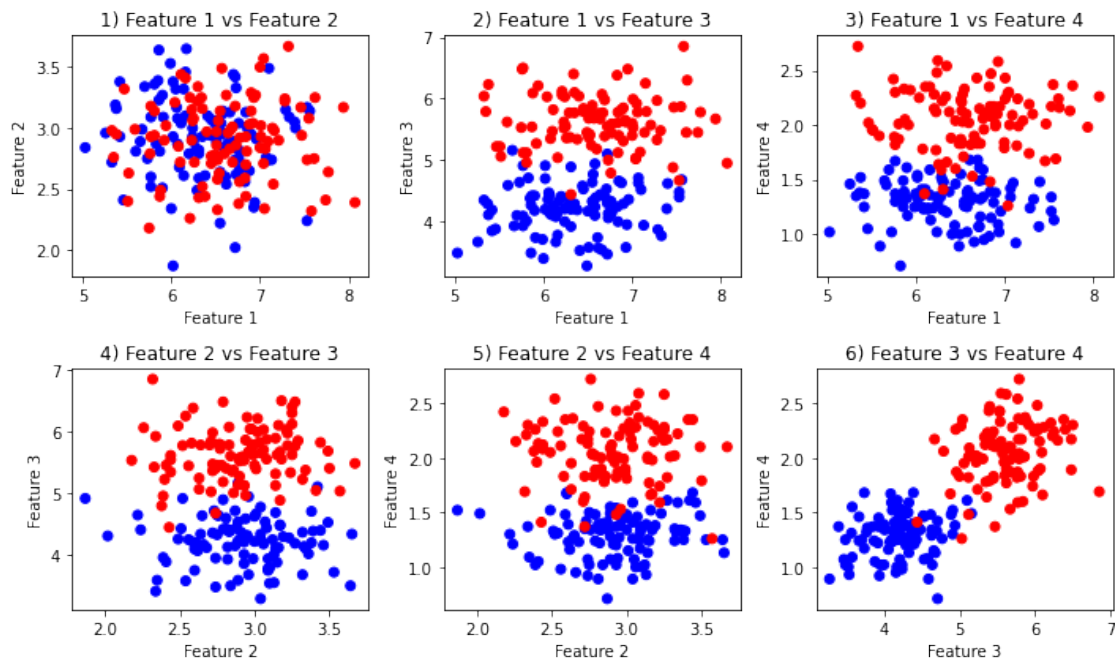 1) Feature 1 vs Feature 2
2) Feature 1 vs Feature 3
3) Feature 1 vs Feature 4
Feature 2
3.5
3.0
2.5
2.0
5 6 7 8
Feature 1
Feature 3
7
6
5
4
5 6 7 8
Feature 1
Feature 4
2.5
2.0
1.5
1.0
5 6 7 8
Feature 1
4) Feature 2 vs Feature 3
5) Feature 2 vs Feature 4
6) Feature 3 vs Feature 4
Feature 3
7
6
5
4
2.0 2.5 3.0 3.5
Feature 2
Feature 4
2.5
2.0
1.5
1.0
2.0 2.5 3.0 3.5
Feature 2
Feature 4
2.5
2.0
1.5
1.0
4 5 6 7
Feature 3